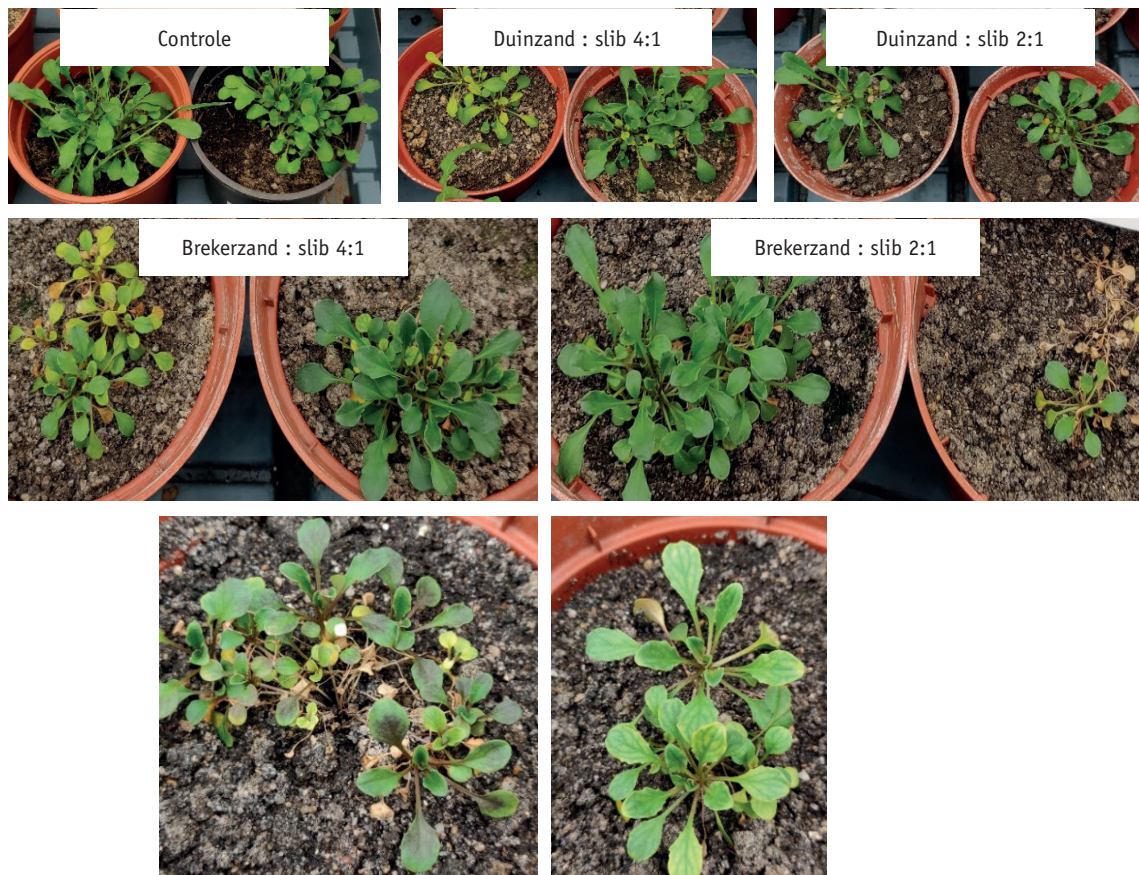 Controle
Duinzand : slib 4:1
Duinzand : slib 2:1
Brekerzand : slib 4:1
Brekerzand : slib 2:1